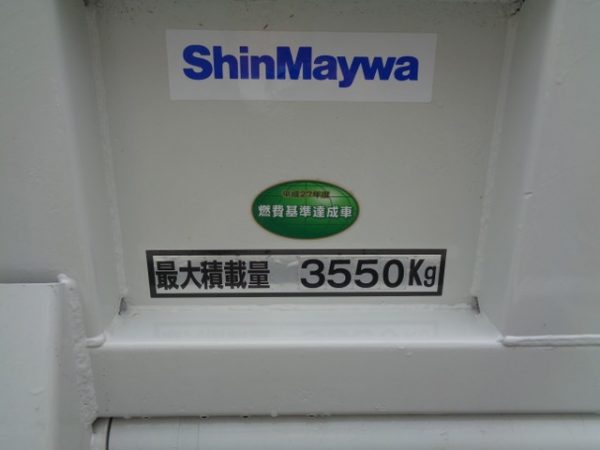 ShinMaywa
平成27年度
燃費基準達成車
最大積載量 3550Kg